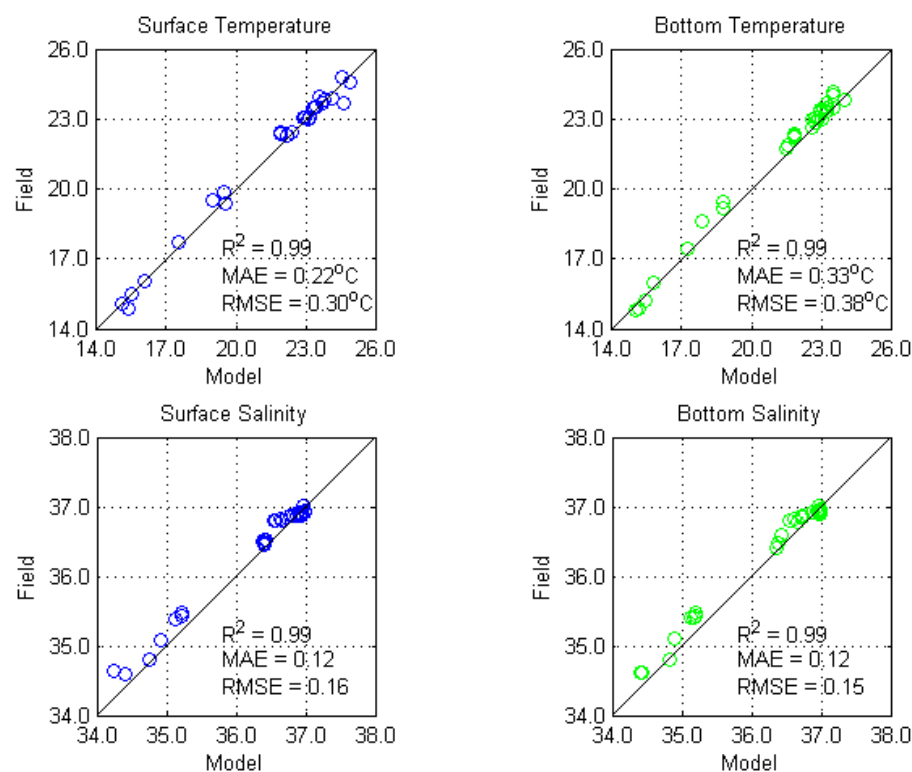 Surface Temperature
26.0
23.0
20.0
17.0
14.0
Field
R² = 0.99
MAE = 0.22°C
RMSE = 0.30°C
14.0 17.0 20.0 23.0 26.0
Model
Bottom Temperature
26.0
23.0
20.0
17.0
14.0
Field
R² = 0.99
MAE = 0.33°C
RMSE = 0.38°C
14.0 17.0 20.0 23.0 26.0
Model
Surface Salinity
38.0
37.0
36.0
35.0
34.0
Field
R² = 0.99
MAE = 0.12
RMSE = 0.16
34.0 35.0 36.0 37.0 38.0
Model
Bottom Salinity
38.0
37.0
36.0
35.0
34.0
Field
R² = 0.99
MAE = 0.12
RMSE = 0.15
34.0 35.0 36.0 37.0 38.0
Model